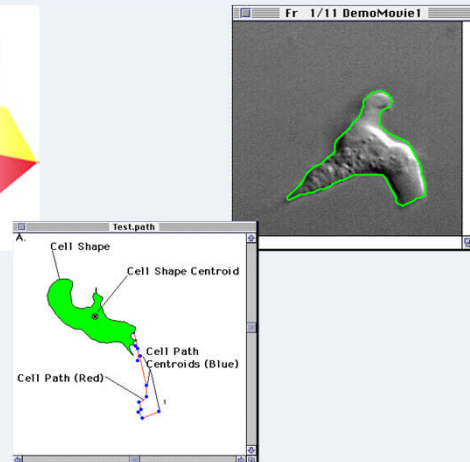 Fr 1/11 DemoMovie1
Test.path
A.
Cell Shape
Cell Shape Centroid
Cell Path
Centroids (Blue)
Cell Path (Red)
1